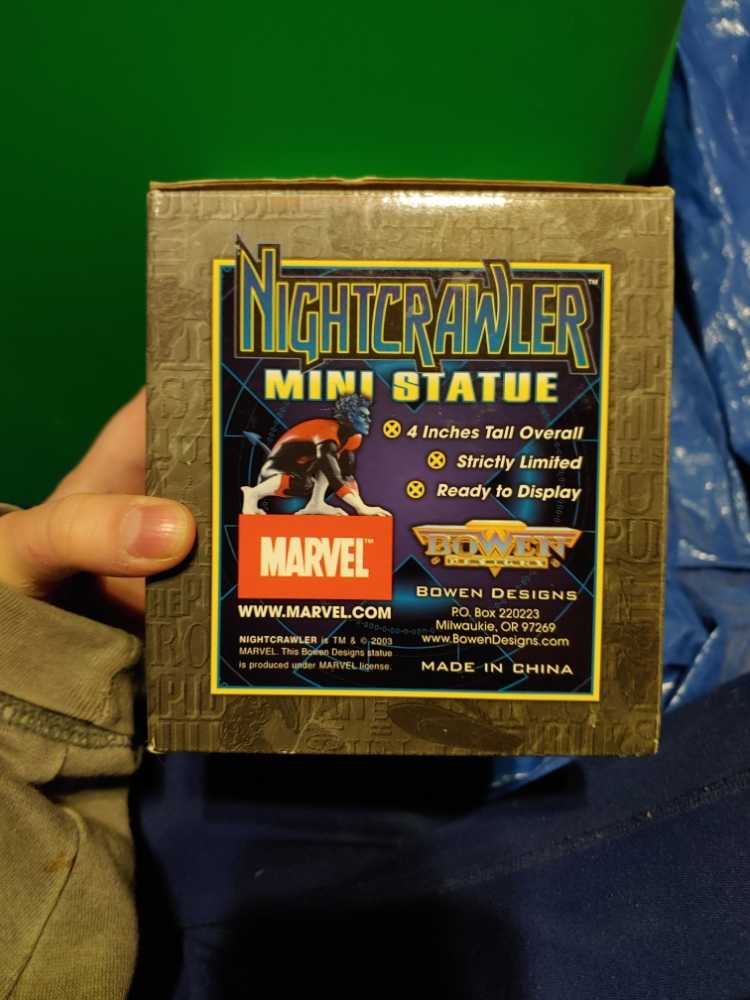 NIGHTCRAWLER™
MINI STATUE
4 Inches Tall Overall
Strictly Limited
Ready to Display
MARVEL™
BOWEN
DESIGNS
WWW.MARVEL.COM
NIGHTCRAWLER is TM & © 2003
MARVEL. This Bowen Designs statue
is produced under MARVEL license.
BOWEN DESIGNS
P.O. Box 220223
Milwaukie, OR 97269
www.BowenDesigns.com
MADE IN CHINA